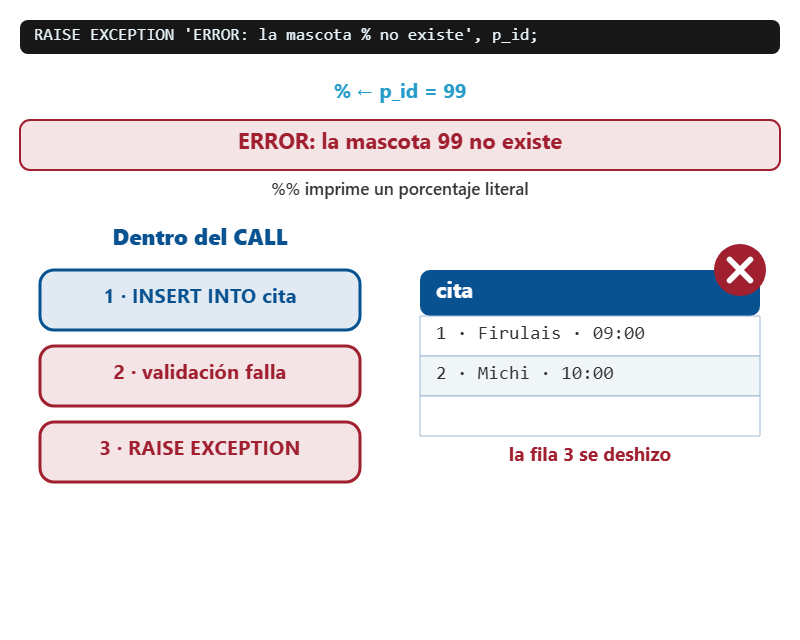 RAISE EXCEPTION 'ERROR: la mascota % no existe', p_id;
% ← p_id = 99
ERROR: la mascota 99 no existe
%% imprime un porcentaje literal
Dentro del CALL
1 · INSERT INTO cita
2 · validación falla
3 · RAISE EXCEPTION
cita
1 · Firulais · 09:00
2 · Michi · 10:00
la fila 3 se deshizo